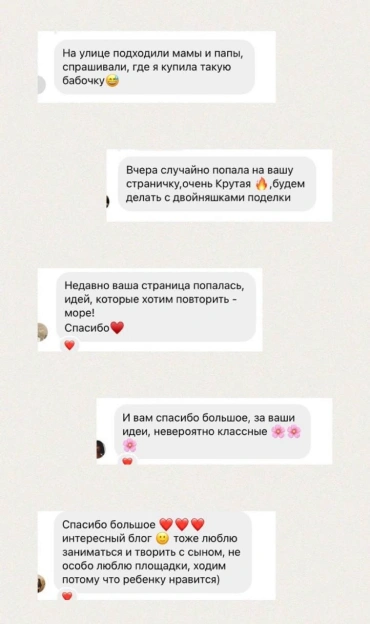 На улице подходили мамы и папы,
спрашивали, где я купила такую
бабочку😅
Вчера случайно попала на вашу
страничку,очень Крутая 🔥,будем
делать с двойняшками поделки
Недавно ваша страница попалась,
идей, которые хотим повторить -
море!
Спасибо❤️
И вам спасибо большое, за ваши
идеи, невероятно классные 🌸🌸
🌸
Спасибо большое ❤️❤️❤️
интересный блог 🙂 тоже люблю
заниматься и творить с сыном, не
особо люблю площадки, ходим
потому что ребенку нравится)